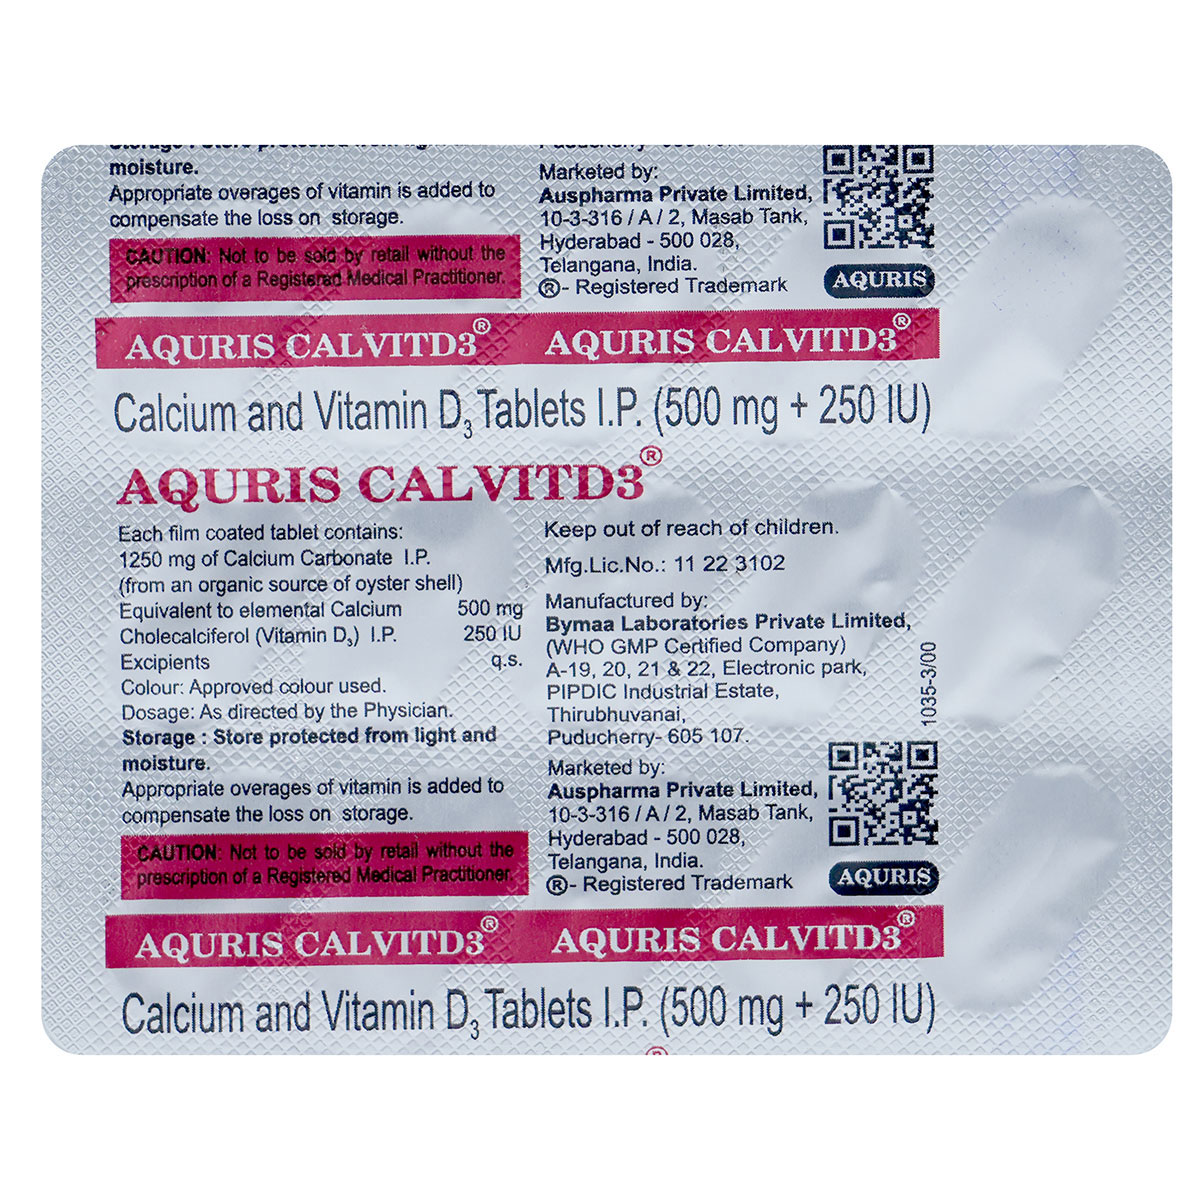 moisture.
Appropriate overages of vitamin is added to
compensate the loss on storage.
CAUTION: Not to be sold by retail without the
prescription of a Registered Medical Practitioner.
Marketed by:
Auspharma Private Limited,
10-3-316 / A / 2, Masab Tank,
Hyderabad - 500 028,
Telangana, India.
®- Registered Trademark
AQURIS
AQURIS CALVITD3® AQURIS CALVITD3®
Calcium and Vitamin D3 Tablets I.P. (500 mg + 250 IU)
AQURIS CALVITD3®
Each film coated tablet contains:
1250 mg of Calcium Carbonate I.P.
(from an organic source of oyster shell)
Equivalent to elemental Calcium 500 mg
Cholecalciferol (Vitamin D3) I.P. 250 IU
Excipients q.s.
Colour: Approved colour used.
Dosage: As directed by the Physician.
Storage : Store protected from light and
moisture.
Appropriate overages of vitamin is added to
compensate the loss on storage.
CAUTION: Not to be sold by retail without the
prescription of a Registered Medical Practitioner.
Keep out of reach of children.
Mfg.Lic.No.: 11 22 3102
Manufactured by:
Bymaa Laboratories Private Limited,
(WHO GMP Certified Company)
A-19, 20, 21 & 22, Electronic park,
PIPDIC Industrial Estate,
Thirubhuvanai,
Puducherry- 605 107.
Marketed by:
Auspharma Private Limited,
10-3-316 / A / 2, Masab Tank,
Hyderabad - 500 028,
Telangana, India.
®- Registered Trademark
1035-3/00
AQURIS
AQURIS CALVITD3® AQURIS CALVITD3®
Calcium and Vitamin D3 Tablets I.P. (500 mg + 250 IU)
®